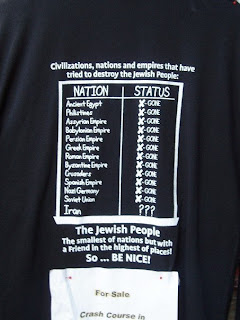 Civilizations, nations and empires that have
tried to destroy the Jewish People:
NATION STATUS
Ancient Egypt X-GONE
Philistines X-GONE
Assyrian Empire X-GONE
Babylonian Empire X-GONE
Persian Empire X-GONE
Greek Empire X-GONE
Roman Empire X-GONE
Byzantine Empire X-GONE
Crusaders X-GONE
Spanish Empire X-GONE
Nazi Germany X-GONE
Soviet Union X-GONE
Iran ???
The Jewish People
The smallest of nations but with
a Friend in the highest of places!
So ... BE NICE!
For Sale
Crash Course in